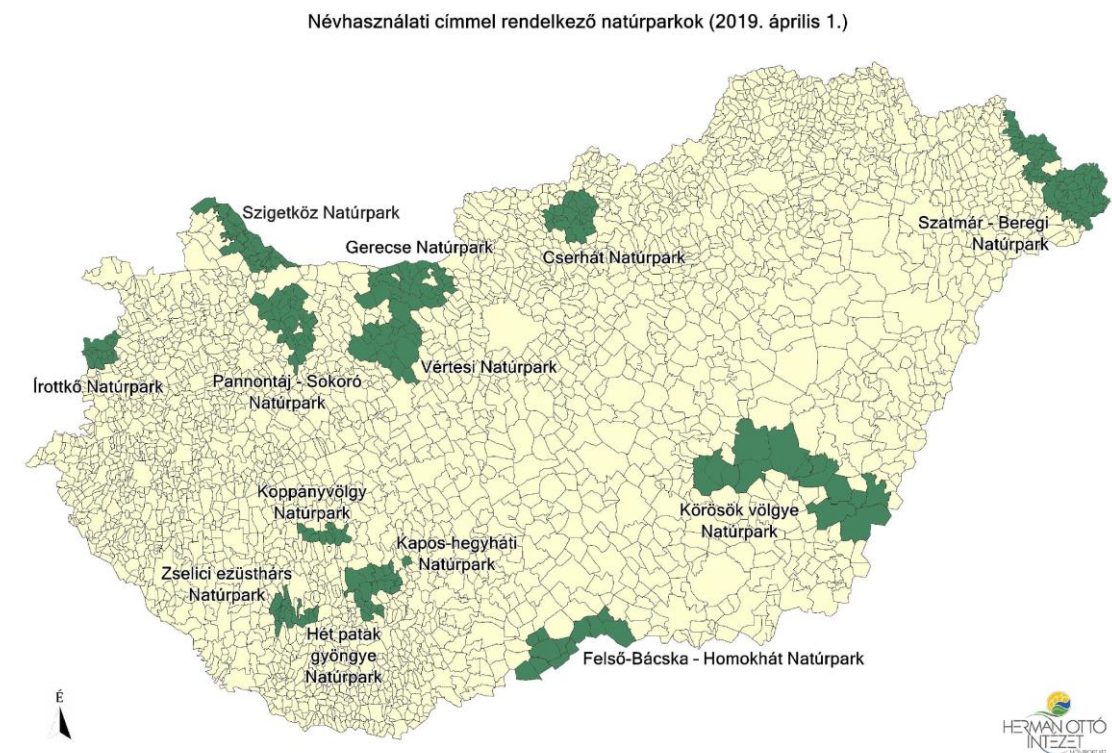 Névhasználati címmel rendelkező natúrparkok (2019. április 1.)
Szigetköz Natúrpark
Gerecse Natúrpark
Cserhát Natúrpark
Szatmár - Beregi
Natúrpark
Írottkő Natúrpark
Pannontáj - Sokoró
Natúrpark
Vértesi Natúrpark
Koppányvölgy
Natúrpark
Kapos-hegyháti
Natúrpark
Körösök völgye
Natúrpark
Zselici ezüsthárs
Natúrpark
Hét patak
gyöngye
Natúrpark
Felső-Bácska - Homokhát Natúrpark
É
HERMAN OTTÓ
INTÉZET